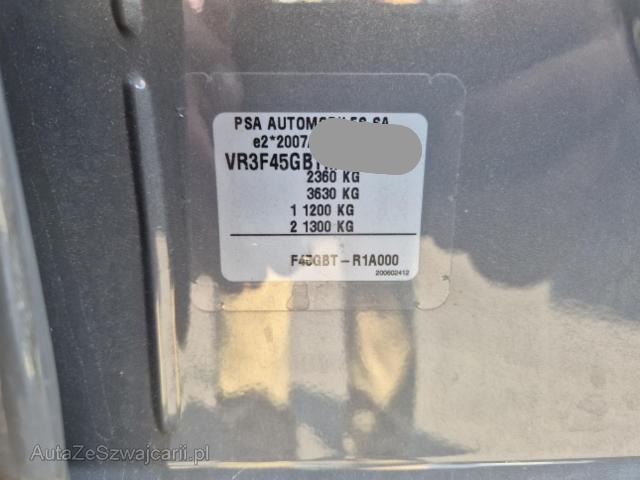 PSA AUTOMOBILES SA
e2*2007/
VR3F45GBT
2360 KG
3630 KG
1 1200 KG
2 1300 KG
F45GBT-R1A000
200602412
AutaZeSzwajcarii.pl